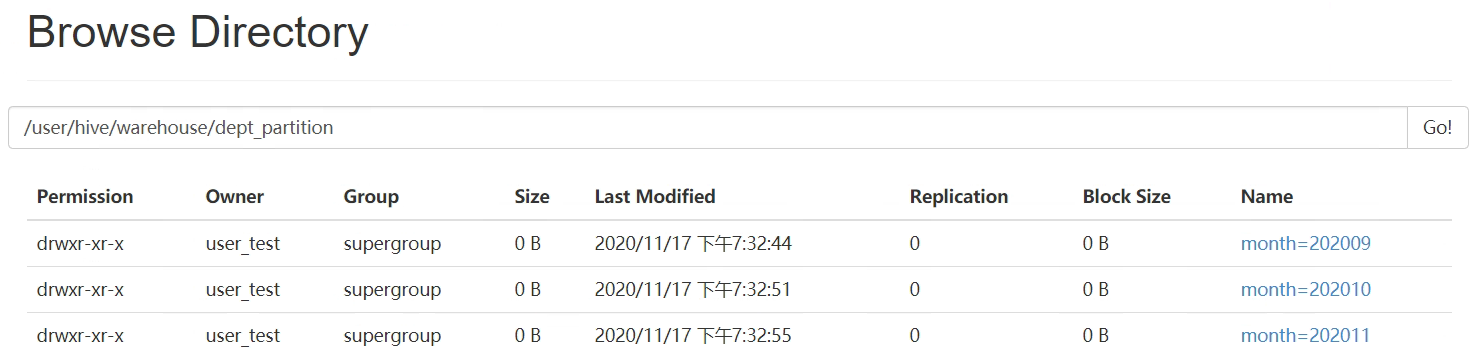 Browse Directory
/user/hive/warehouse/dept_partition Go!
Permission Owner Group Size Last Modified Replication Block Size Name
drwxr-xr-x user_test supergroup 0 B 2020/11/17 下午7:32:44 0 0 B month=202009
drwxr-xr-x user_test supergroup 0 B 2020/11/17 下午7:32:51 0 0 B month=202010
drwxr-xr-x user_test supergroup 0 B 2020/11/17 下午7:32:55 0 0 B month=202011